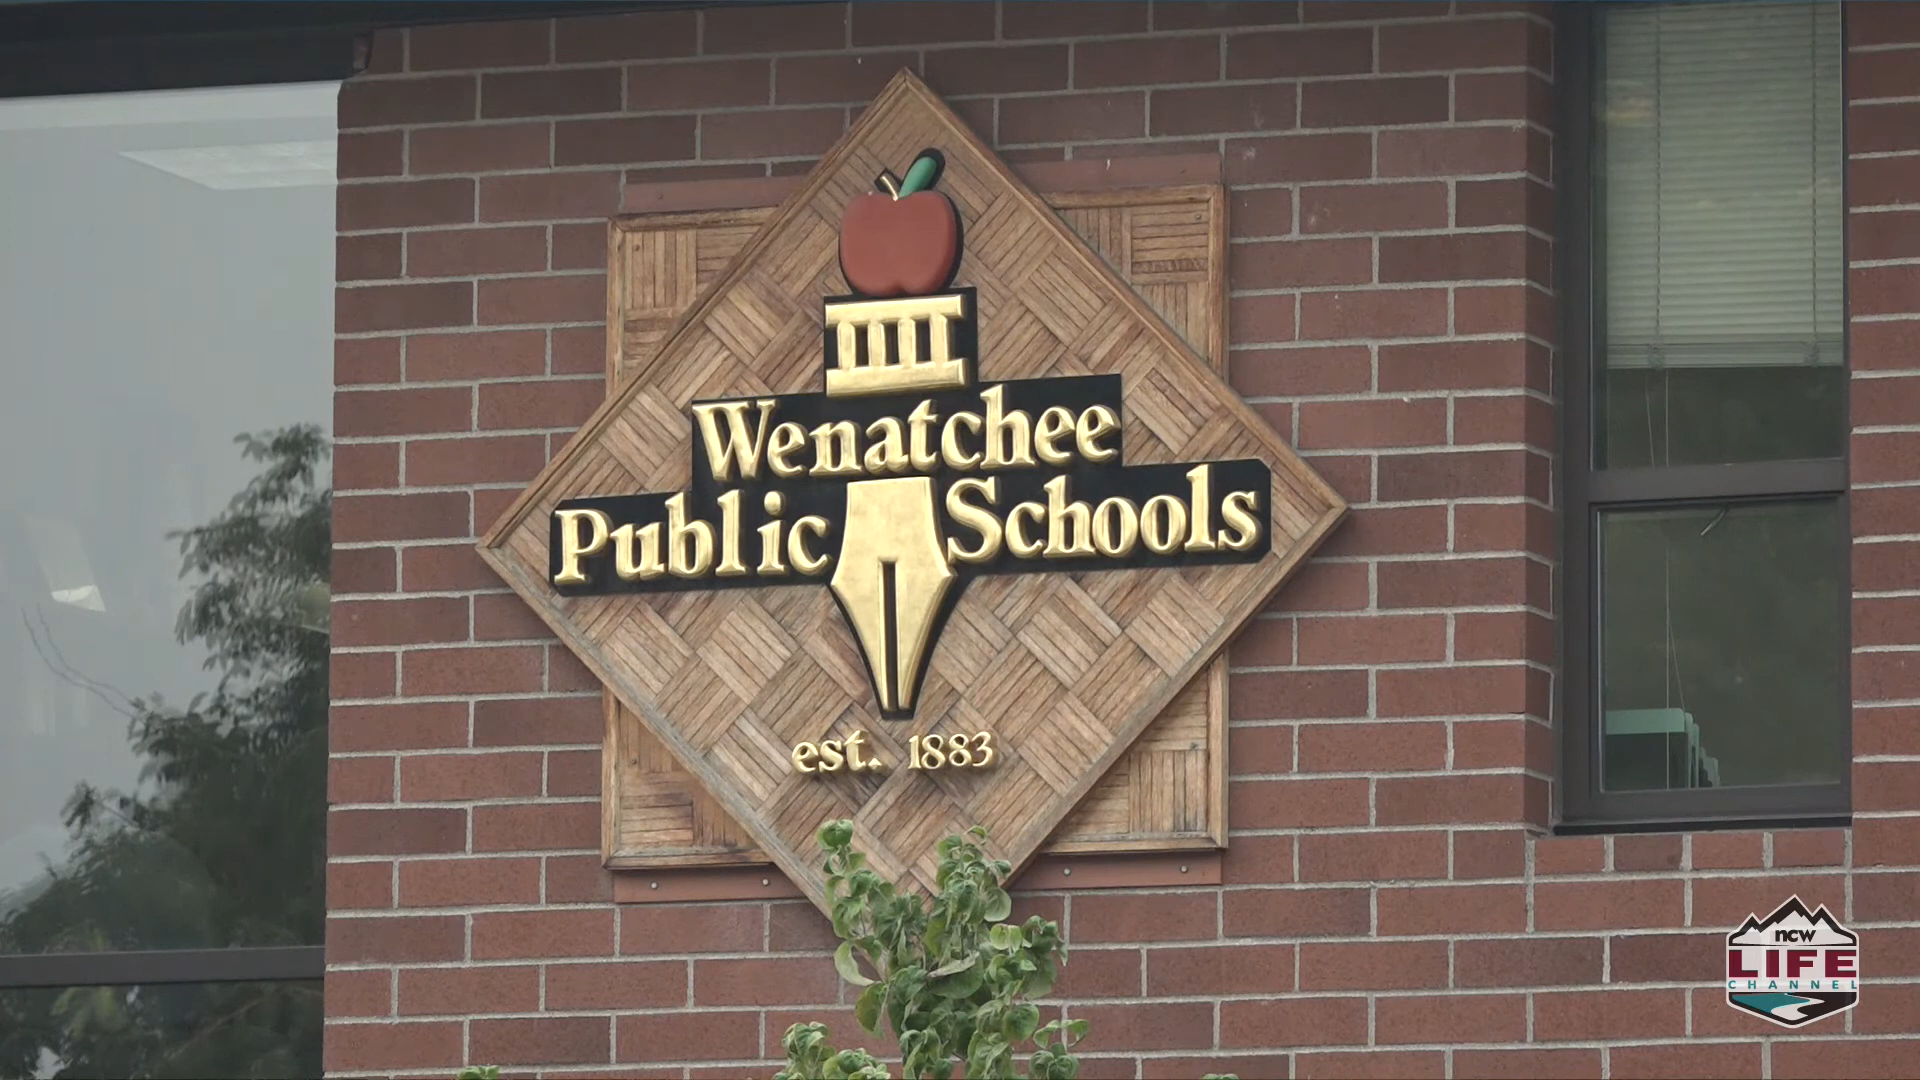 Wenatchee
Public Schools
est. 1883
ncw
LIFE
CHANNEL